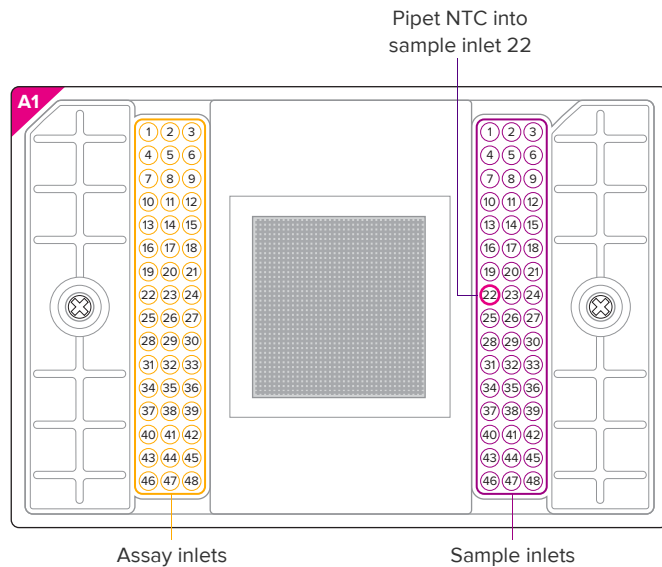 Pipet NTC into
sample inlet 22
A1
1 2 3
4 5 6
7 8 9
10 11 12
13 14 15
16 17 18
19 20 21
22 23 24
25 26 27
28 29 30
31 32 33
34 35 36
37 38 39
40 41 42
43 44 45
46 47 48
1 2 3
4 5 6
7 8 9
10 11 12
13 14 15
16 17 18
19 20 21
22 23 24
25 26 27
28 29 30
31 32 33
34 35 36
37 38 39
40 41 42
43 44 45
46 47 48
Assay inlets
Sample inlets